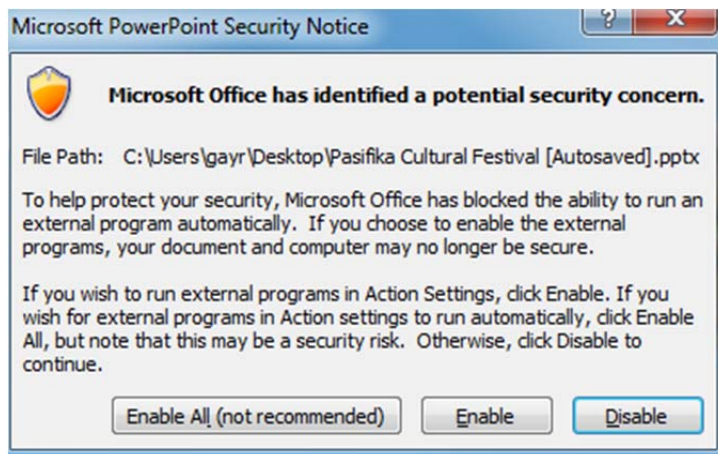 Microsoft PowerPoint Security Notice
? X
Microsoft Office has identified a potential security concern.
File Path: C:\Users\gayr\Desktop\Pasifika Cultural Festival [Autosaved].pptx
To help protect your security, Microsoft Office has blocked the ability to run an
external program automatically. If you choose to enable the external
programs, your document and computer may no longer be secure.
If you wish to run external programs in Action Settings, click Enable. If you
wish for external programs in Action settings to run automatically, click Enable
All, but note that this may be a security risk. Otherwise, click Disable to
continue.
Enable All (not recommended) Enable Disable